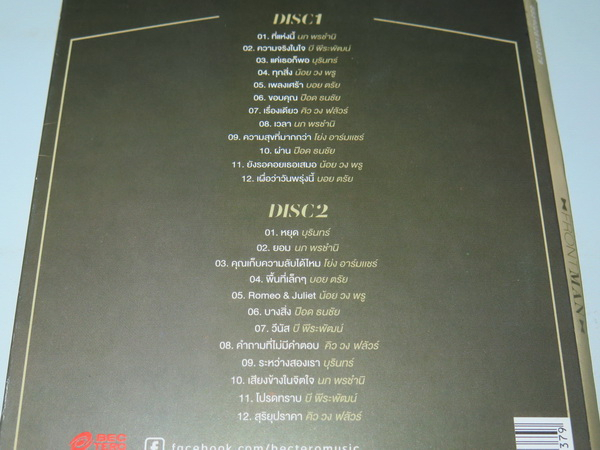 DISC1
01. ที่แห่งนี้ นภ พรชำนิ
02. ความจริงในใจ บี พีระพัฒน์
03. แค่เธอก็พอ บุรินทร์
04. ทุกสิ่ง น้อย วง พรู
05. เพลงเศร้า บอย ตรัย
06. ขอบคุณ ป๊อด ธนชัย
07. เรื่องเดียว คิว วง ฟลัวร์
08. เวลา นภ พรชำนิ
09. ความสุขที่มากกว่า โย่ง อาร์มแชร์
10. ผ่าน ป๊อด ธนชัย
11. ยังรอคอยเธอเสมอ น้อย วง พรู
12. เผื่อว่าวันพรุ่งนี้ บอย ตรัย
DISC2
01. หยุด บุรินทร์
02. ยอม นภ พรชำนิ
03. คุณเก็บความลับได้ไหม โย่ง อาร์มแชร์
04. พื้นที่เล็กๆ บอย ตรัย
05. Romeo & Juliet น้อย วง พรู
06. บางสิ่ง ป๊อด ธนชัย
07. วีนัส บี พีระพัฒน์
08. คำถามที่ไม่มีคำตอบ คิว วง ฟลัวร์
09. ระหว่างสองเรา บุรินทร์
10. เสียงข้างในจิตใจ นภ พรชำนิ
11. โปรดทราบ บี พีระพัฒน์
12. สุริยุปราคา คิว วง ฟลัวร์
BEC
TERO
facebook.com/becteromusic
FRONTMAN
379